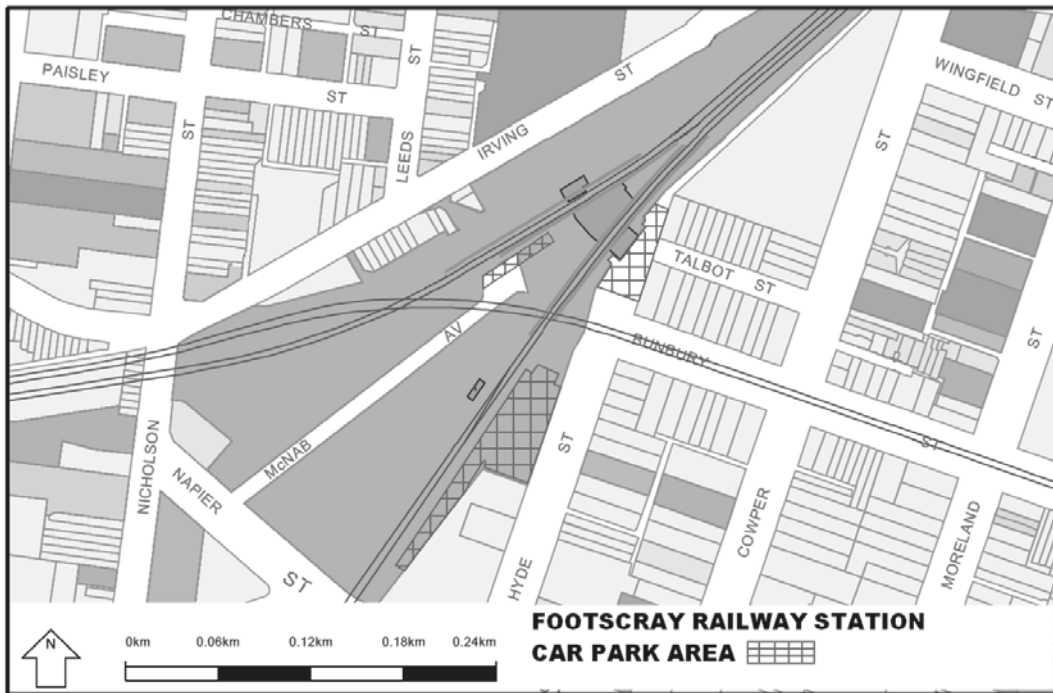 CHAMBERS ST
PAISLEY ST
ST
LEEDS ST
IRVING ST
WINGFIELD ST
ST
TALBOT ST
BUNBURY ST
ST
AV
McNAB
NICHOLSON
NAPIER ST
HYDE ST
COWPER
MORELAND
N
0km 0.06km 0.12km 0.18km 0.24km
FOOTSCRAY RAILWAY STATION
CAR PARK AREA